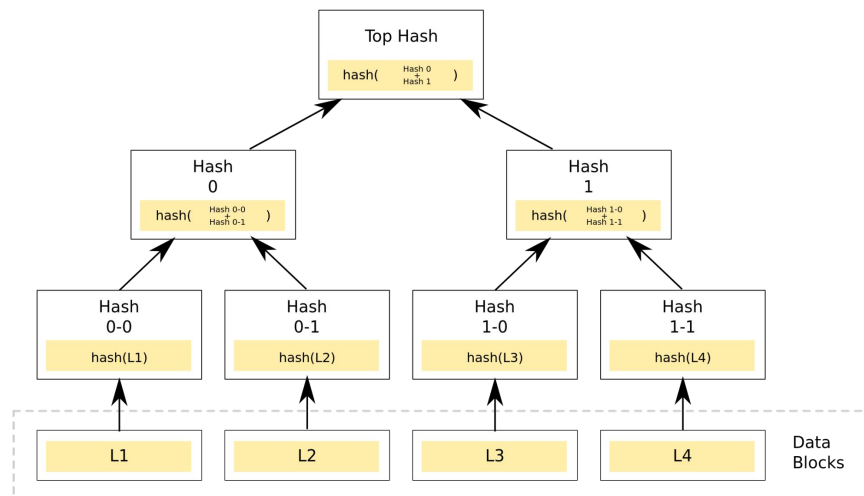 Top Hash
hash( Hash 0 + Hash 1 )
Hash
0
hash( Hash 0-0 + Hash 0-1 )
Hash
1
hash( Hash 1-0 + Hash 1-1 )
Hash
0-0
hash(L1)
Hash
0-1
hash(L2)
Hash
1-0
hash(L3)
Hash
1-1
hash(L4)
L1
L2
L3
L4
Data
Blocks